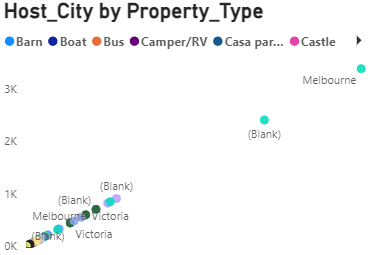 Host_City by Property_Type
Barn Boat Bus Camper/RV Casa par... Castle
3K
Melbourne
2K
(Blank)
1K
(Blank)
(Blank)
Melbourne Victoria
(Blank) Victoria
0K